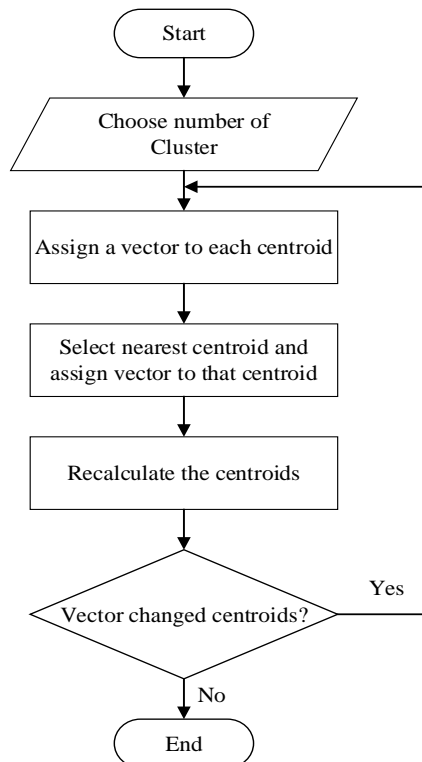 Start
Choose number of
Cluster
Assign a vector to each centroid
Select nearest centroid and
assign vector to that centroid
Recalculate the centroids
Vector changed centroids?
Yes
No
End